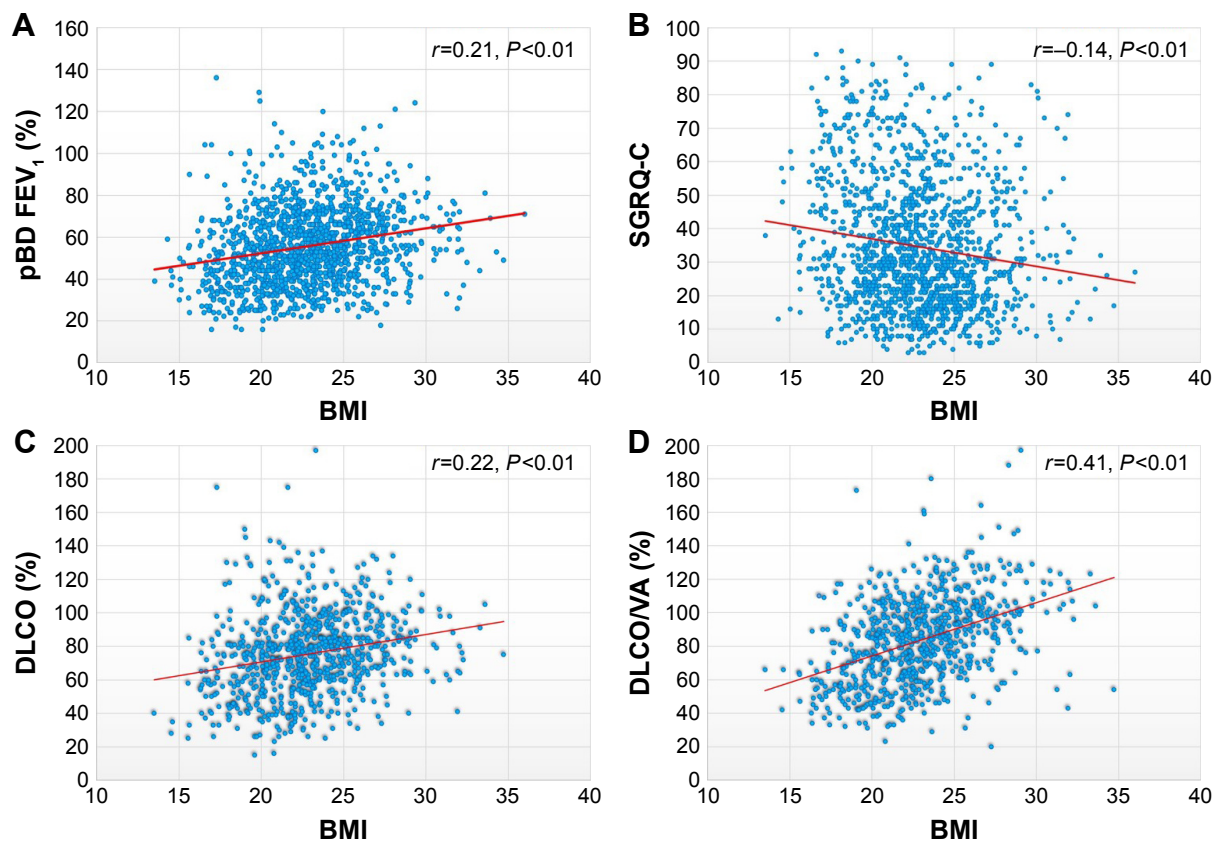 A
r=0.21, P<0.01
pBD FEV1 (%)
160
140
120
100
80
60
40
20
0
10 15 20 25 30 35 40
BMI
B
r=–0.14, P<0.01
SGRQ-C
100
90
80
70
60
50
40
30
20
10
0
10 15 20 25 30 35 40
BMI
C
r=0.22, P<0.01
DLCO (%)
200
180
160
140
120
100
80
60
40
20
0
10 15 20 25 30 35 40
BMI
D
r=0.41, P<0.01
DLCO/VA (%)
200
180
160
140
120
100
80
60
40
20
0
10 15 20 25 30 35 40
BMI